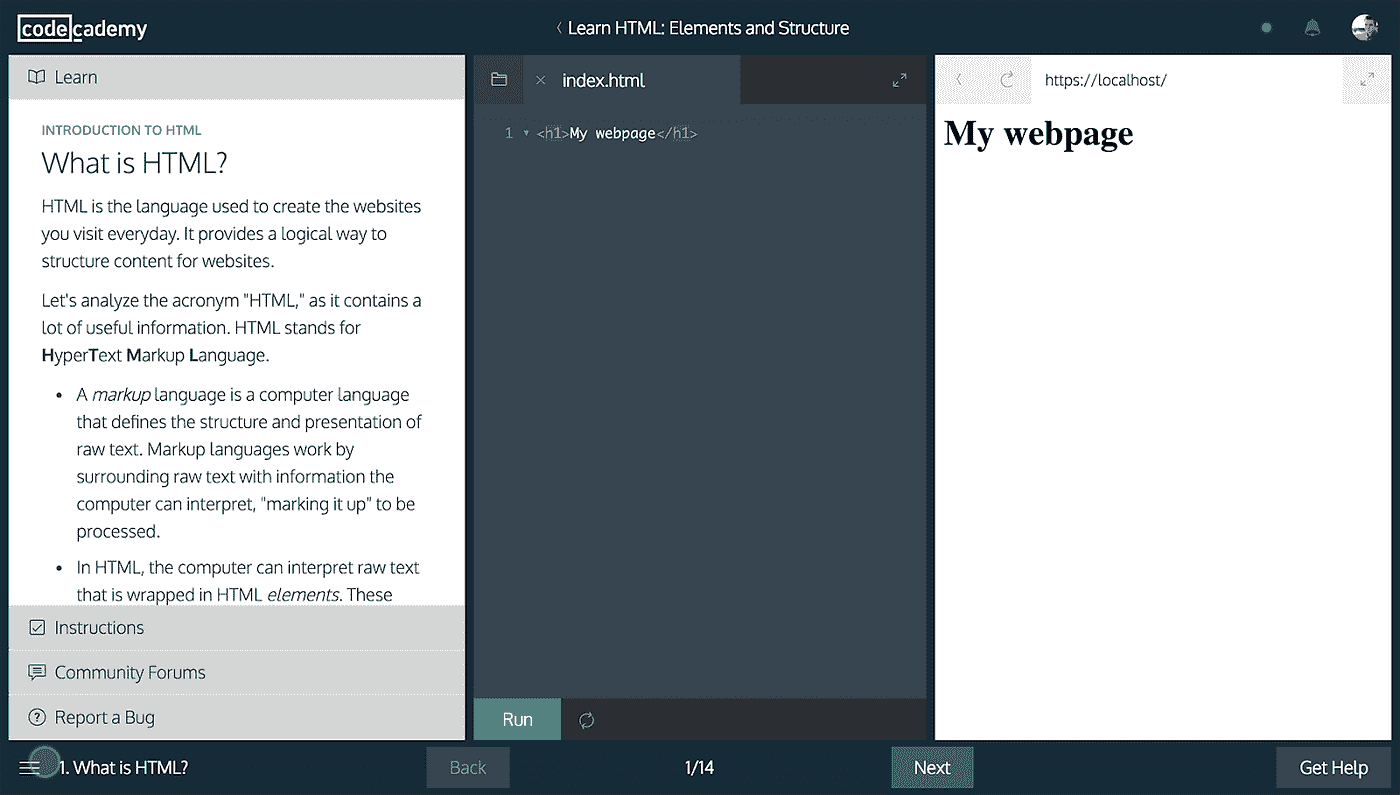 codecademy
Learn HTML: Elements and Structure
Learn
INTRODUCTION TO HTML
What is HTML?
HTML is the language used to create the websites
you visit everyday. It provides a logical way to
structure content for websites.
Let's analyze the acronym "HTML," as it contains a
lot of useful information. HTML stands for
HyperText Markup Language.
• A markup language is a computer language
that defines the structure and presentation of
raw text. Markup languages work by
surrounding raw text with information the
computer can interpret, "marking it up" to be
processed.
• In HTML, the computer can interpret raw text
that is wrapped in HTML elements. These
Instructions
Community Forums
Report a Bug
index.html
1 <h1>My webpage</h1>
Run
https://localhost/
My webpage
1. What is HTML?
Back
1/14
Next
Get Help